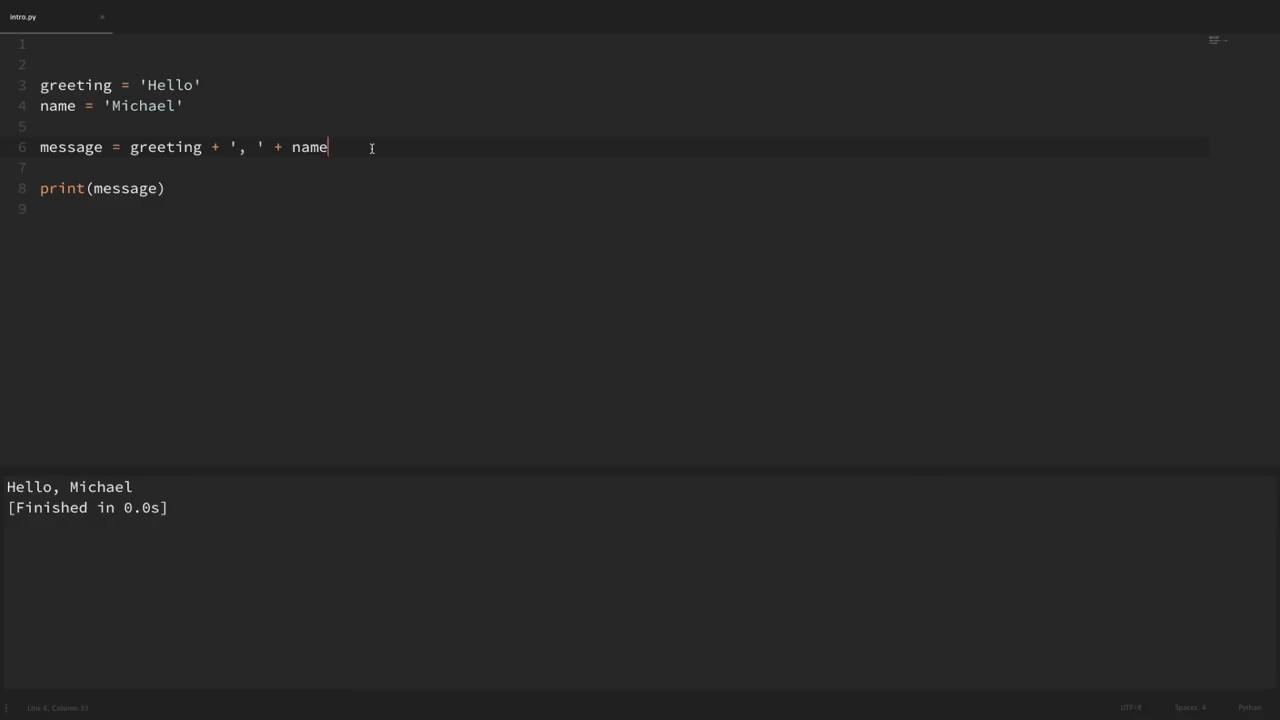 intro.py ×
1
2
3 greeting = 'Hello'
4 name = 'Michael'
5
6 message = greeting + ', ' + name
7
8 print(message)
9
Hello, Michael
[Finished in 0.0s]
Line 6, Column 33 UTF-8 Spaces: 4 Python